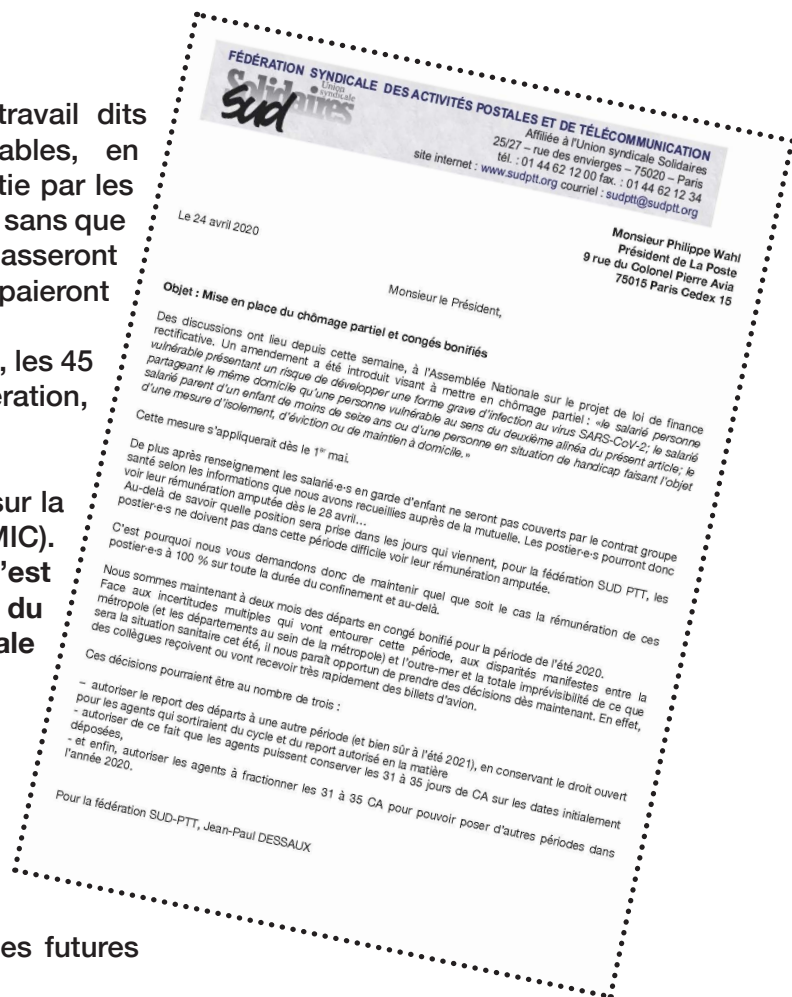 travail dits
ables, en
tie par les
sans que
asseront
paieront
, les 45
ération,
sur la
MIC).
'est
du
ale
es futures
FÉDÉRATION SYNDICALE DES ACTIVITÉS POSTALES ET DE TÉLÉCOMMUNICATION
Solidaires
Union
syndicale
Sud
Affiliée à l'Union syndicale Solidaires
25/27 – rue des envierges – 75020 – Paris
tél. : 01 44 62 12 00 fax. : 01 44 62 12 34
site internet : www.sudptt.org courriel : sudptt@sudptt.org
Le 24 avril 2020
Monsieur Philippe Wahl
Président de La Poste
9 rue du Colonel Pierre Avia
75015 Paris Cedex 15
Monsieur le Président,
Objet : Mise en place du chômage partiel et congés bonifiés
Des discussions ont lieu depuis cette semaine, à l'Assemblée Nationale sur le projet de loi de finance
rectificative. Un amendement a été introduit visant à mettre en chômage partiel : «le salarié personne
vulnérable présentant un risque de développer une forme grave d'infection au virus SARS-CoV-2; le salarié
partageant le même domicile qu'une personne vulnérable au sens du deuxième alinéa du présent article; le
salarié parent d'un enfant de moins de seize ans ou d'une personne en situation de handicap faisant l'objet
d'une mesure d'isolement, d'éviction ou de maintien à domicile.»
Cette mesure s'appliquerait dès le 1er mai.
De plus après renseignement les salarié·e·s en garde d'enfant ne seront pas couverts par le contrat groupe
santé selon les informations que nous avons recueillies auprès de la mutuelle. Les postier·e·s pourront donc
voir leur rémunération amputée dès le 28 avril...
Au-delà de savoir quelle position sera prise dans les jours qui viennent, pour la fédération SUD PTT, les
postier·e·s ne doivent pas dans cette période difficile voir leur rémunération amputée.
C'est pourquoi nous vous demandons donc de maintenir quel que soit le cas la rémunération de ces
postier·e·s à 100 % sur toute la durée du confinement et au-delà.
Nous sommes maintenant à deux mois des départs en congé bonifié pour la période de l'été 2020.
Face aux incertitudes multiples qui vont entourer cette période, aux disparités manifestes entre la
métropole (et les départements au sein de la métropole) et l'outre-mer et la totale imprévisibilité de ce que
sera la situation sanitaire cet été, il nous paraît opportun de prendre des décisions dès maintenant. En effet,
des collègues reçoivent ou vont recevoir très rapidement des billets d'avion.
Ces décisions pourraient être au nombre de trois :
– autoriser le report des départs à une autre période (et bien sûr à l'été 2021), en conservant le droit ouvert
pour les agents qui sortiraient du cycle et du report autorisé en la matière
- autoriser de ce fait que les agents puissent conserver les 31 à 35 jours de CA sur les dates initialement
déposées,
- et enfin, autoriser les agents à fractionner les 31 à 35 CA pour pouvoir poser d'autres périodes dans
l'année 2020.
Pour la fédération SUD-PTT, Jean-Paul DESSAUX